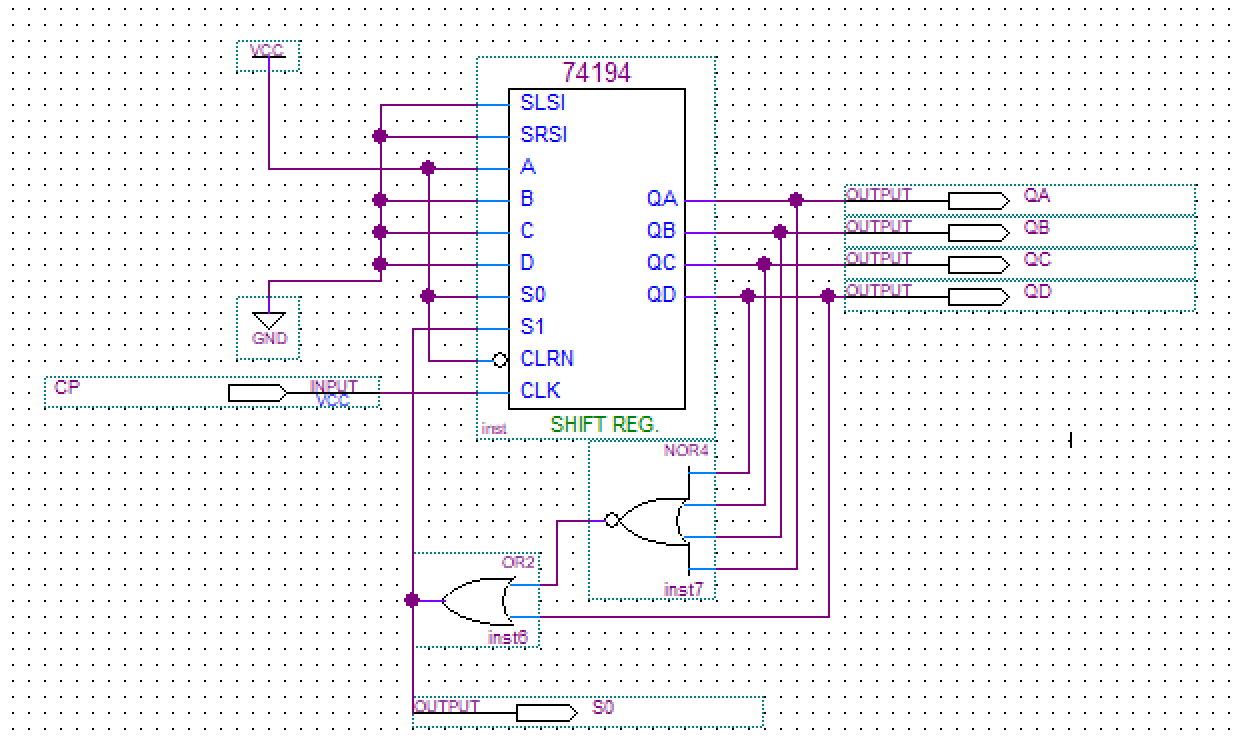 VCC
74194
SLSI
SRSI
A
B
C
D
S0
S1
CLRN
CLK
QA
QB
QC
QD
inst
SHIFT REG.
OUTPUT QA
OUTPUT QB
OUTPUT QC
OUTPUT QD
GND
CP INPUT
VCC
NOR4
inst7
OR2
inst6
OUTPUT S0